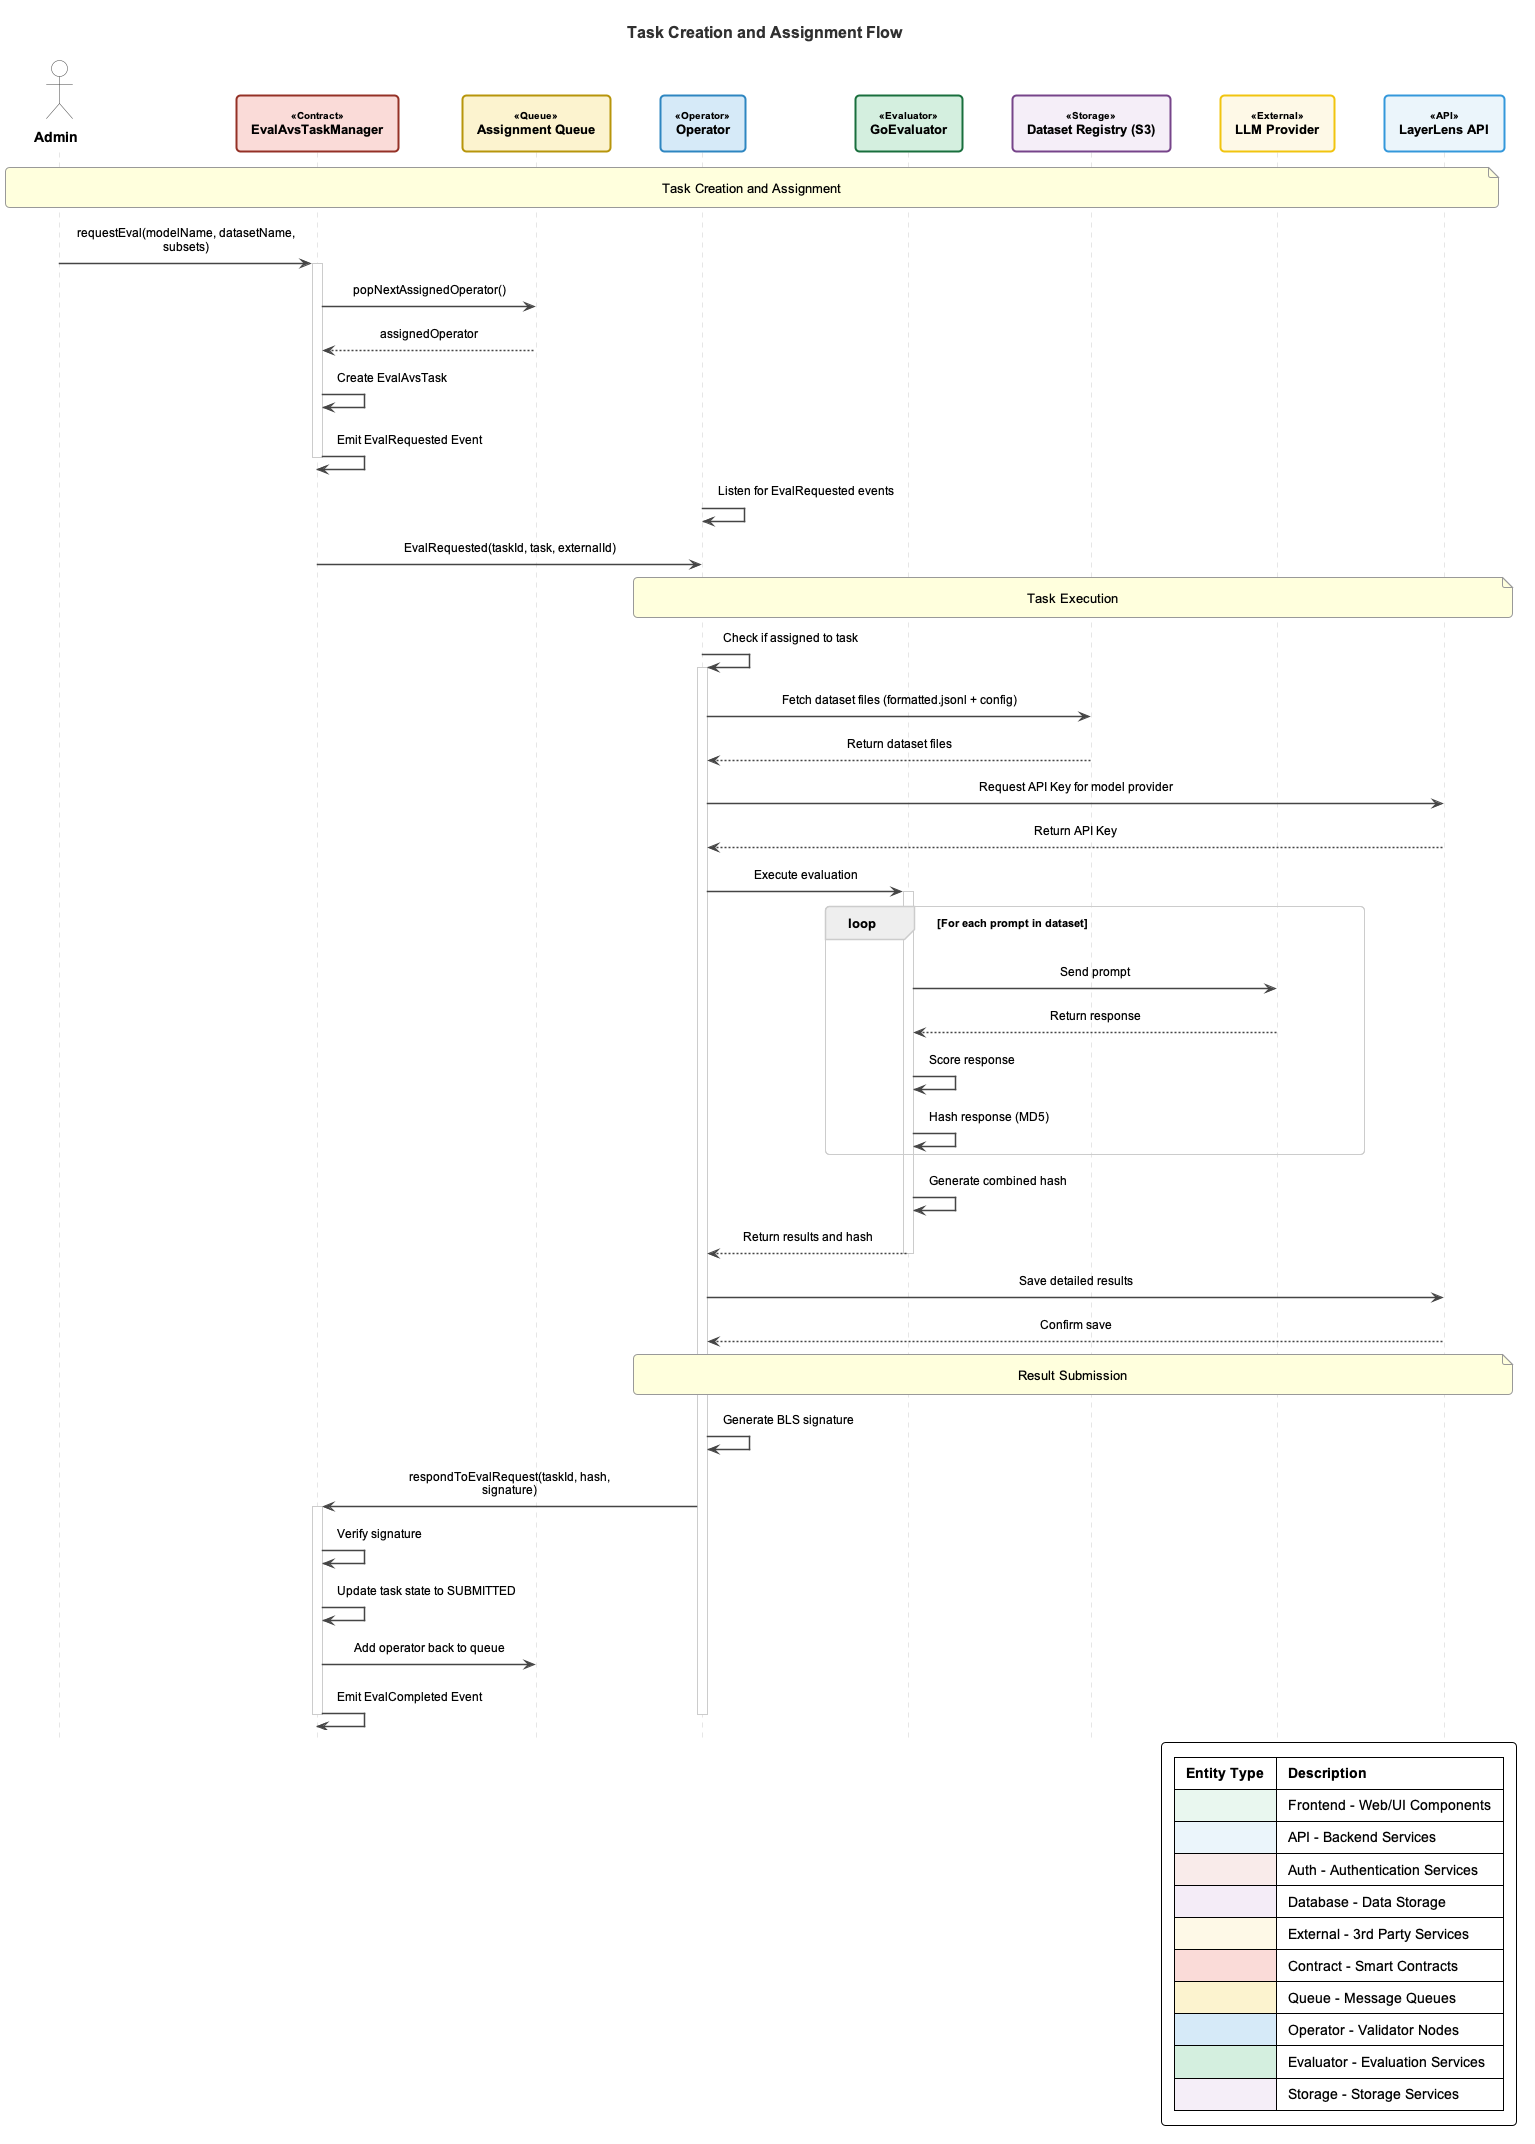 Task Creation and Assignment Flow
Admin
«Contract»
EvalAvsTaskManager
«Queue»
Assignment Queue
«Operator»
Operator
«Evaluator»
GoEvaluator
«Storage»
Dataset Registry (S3)
«External»
LLM Provider
«API»
LayerLens API
Task Creation and Assignment
requestEval(modelName, datasetName,
subsets)
popNextAssignedOperator()
assignedOperator
Create EvalAvsTask
Emit EvalRequested Event
Listen for EvalRequested events
EvalRequested(taskId, task, externalId)
Task Execution
Check if assigned to task
Fetch dataset files (formatted.jsonl + config)
Return dataset files
Request API Key for model provider
Return API Key
Execute evaluation
loop
[For each prompt in dataset]
Send prompt
Return response
Score response
Hash response (MD5)
Generate combined hash
Return results and hash
Save detailed results
Confirm save
Result Submission
Generate BLS signature
respondToEvalRequest(taskId, hash,
signature)
Verify signature
Update task state to SUBMITTED
Add operator back to queue
Emit EvalCompleted Event
Entity Type
Description
Frontend - Web/UI Components
API - Backend Services
Auth - Authentication Services
Database - Data Storage
External - 3rd Party Services
Contract - Smart Contracts
Queue - Message Queues
Operator - Validator Nodes
Evaluator - Evaluation Services
Storage - Storage Services